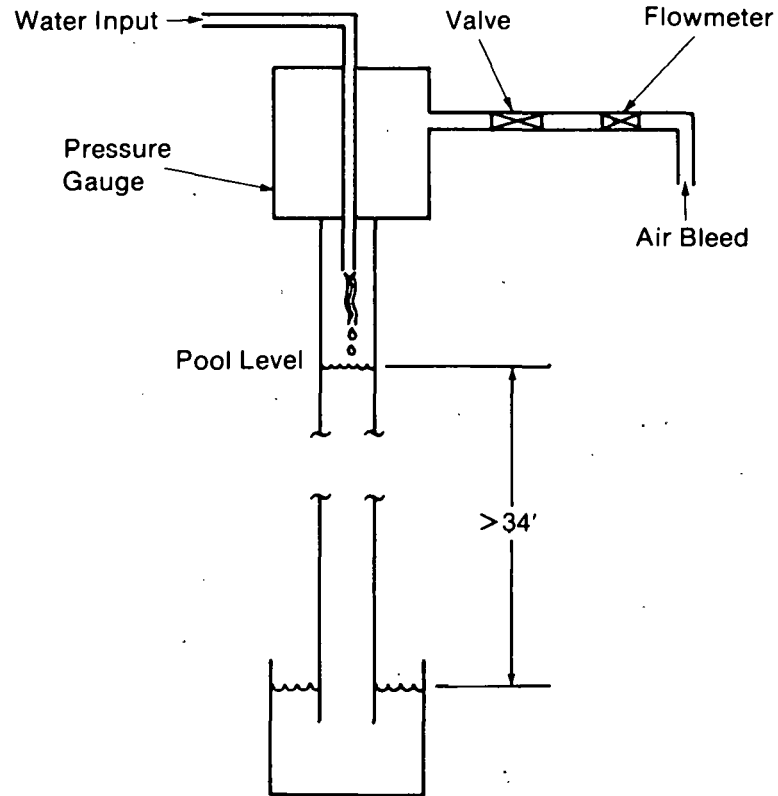 Water Input
Valve
Flowmeter
Pressure
Gauge
Air Bleed
Pool Level
>34'